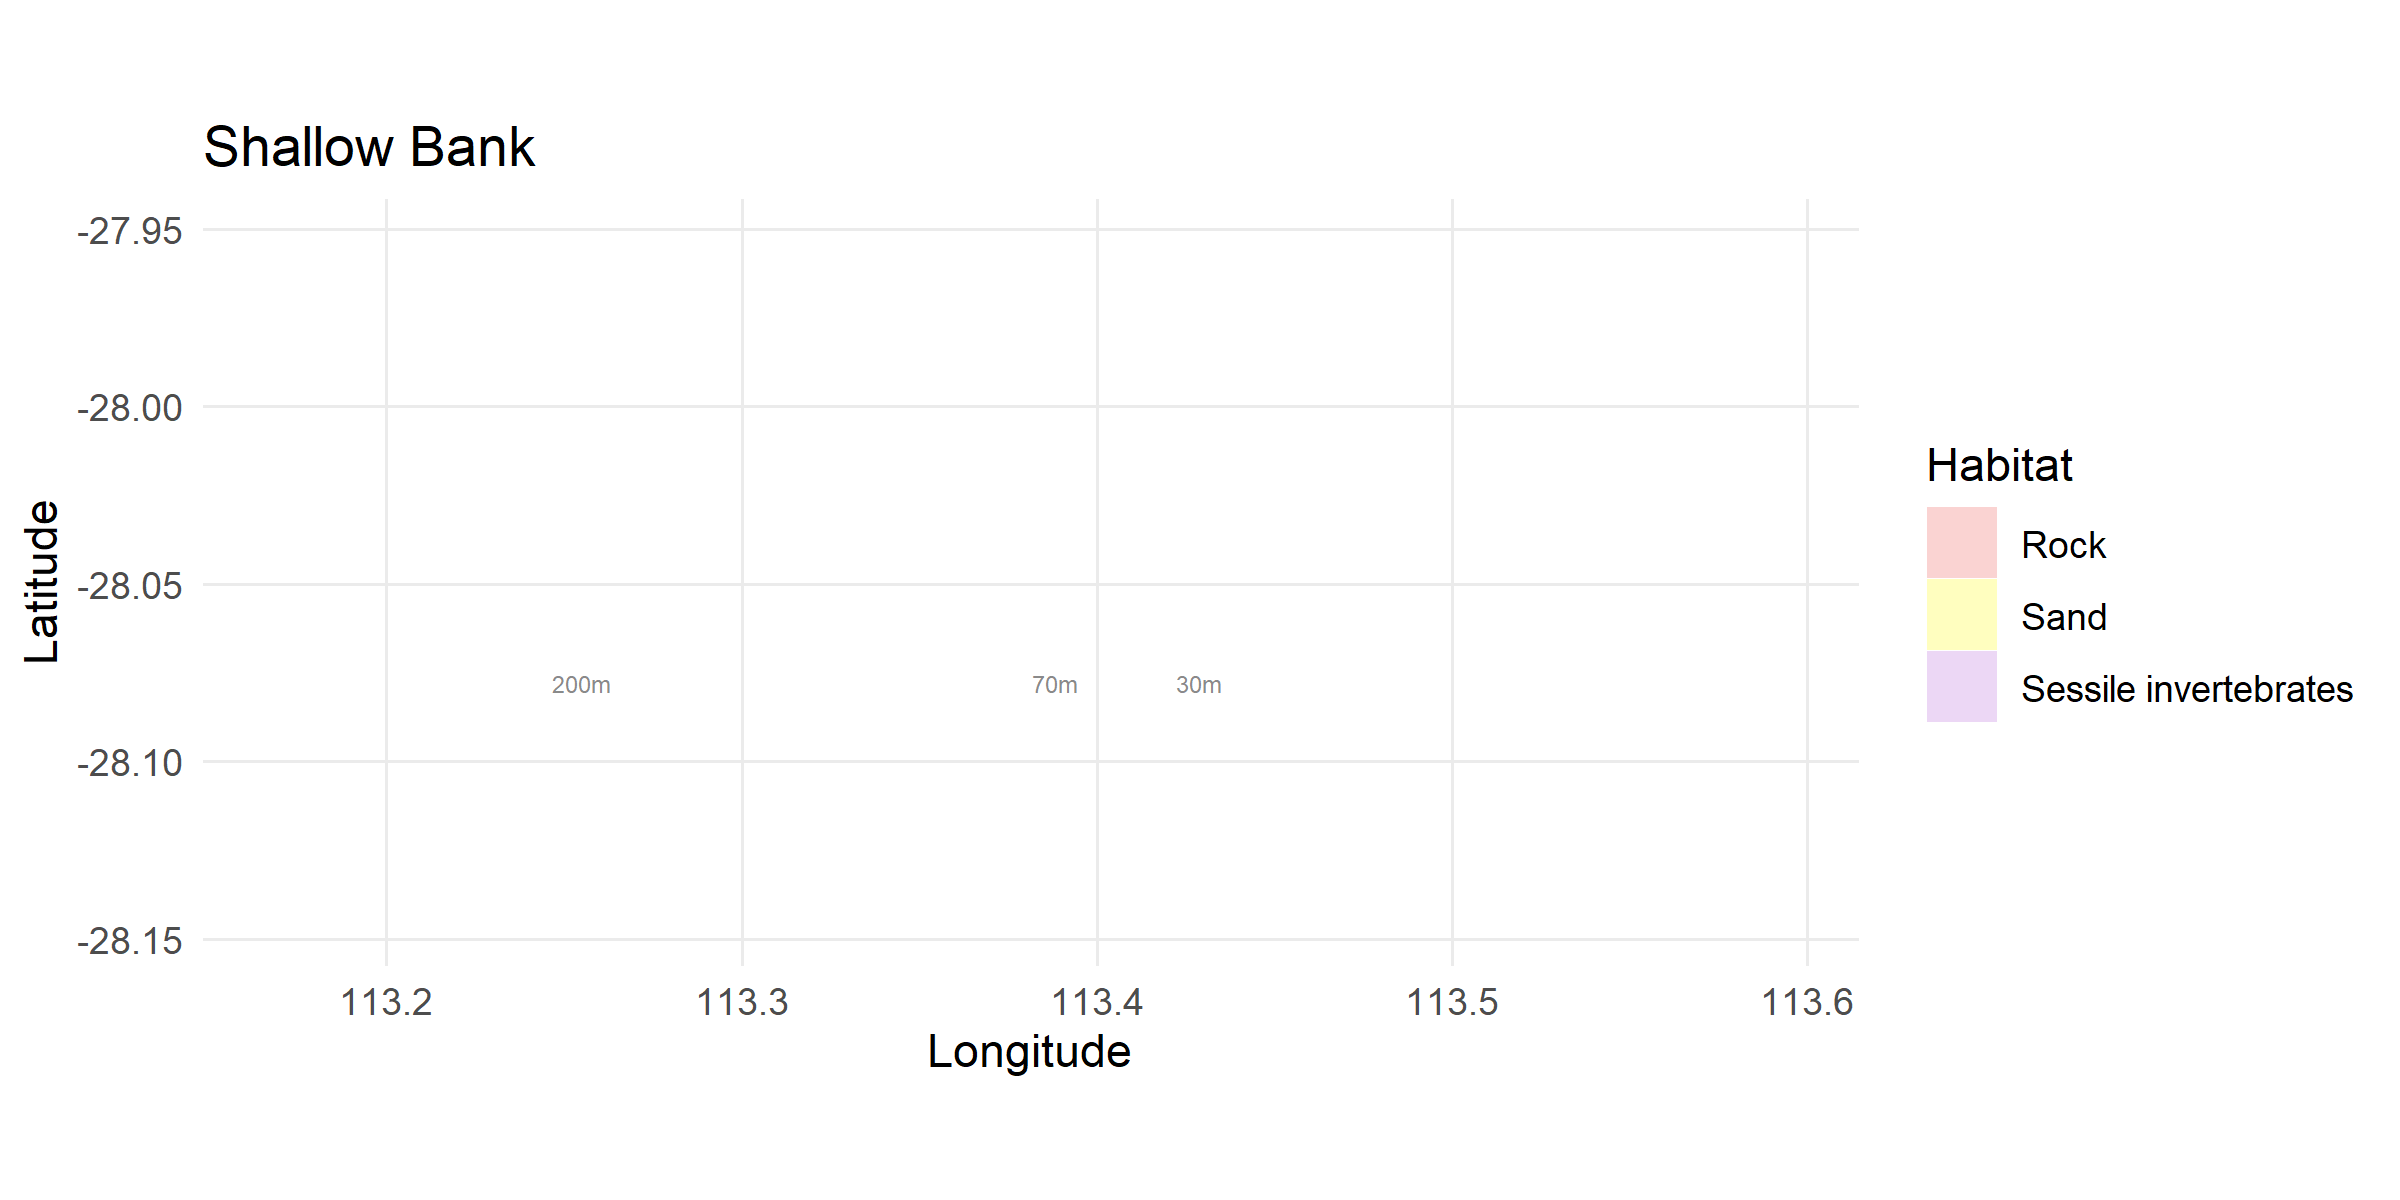 Shallow Bank
-27.95
-28.00
-28.05
-28.10
-28.15
Latitude
200m
70m
30m
113.2
113.3
113.4
113.5
113.6
Longitude
Habitat
Rock
Sand
Sessile invertebrates